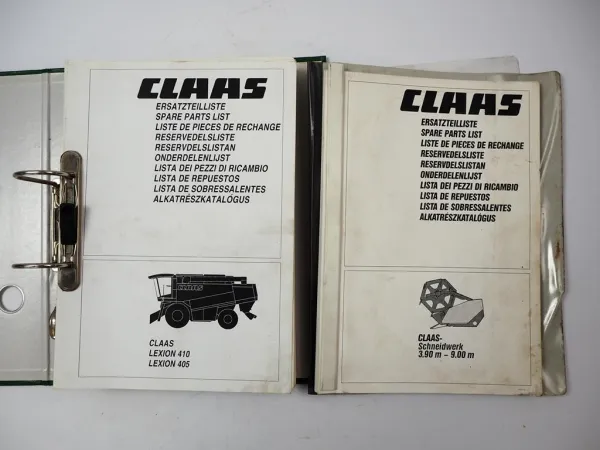 CLAAS
ERSATZTEILLISTE
SPARE PARTS LIST
LISTE DE PIECES DE RECHANGE
RESERVEDELSLISTE
RESERVDELSLISTAN
ONDERDELENLIJST
LISTA DEI PEZZI DI RICAMBIO
LISTA DE REPUESTOS
LISTA DE SOBRESSALENTES
ALKATRÉSZKATALÓGUS
CLAAS
CLAAS
LEXION 410
LEXION 405
CLAAS
ERSATZTEILLISTE
SPARE PARTS LIST
LISTE DE PIECES DE RECHANGE
RESERVEDELSLISTE
RESERVDELSLISTAN
ONDERDELENLIJST
LISTA DEI PEZZI DI RICAMBIO
LISTA DE REPUESTOS
LISTA DE SOBRESSALENTES
ALKATRÉSZKATALÓGUS
CLAAS-
Schneidwerk
3.90 m – 9.00 m